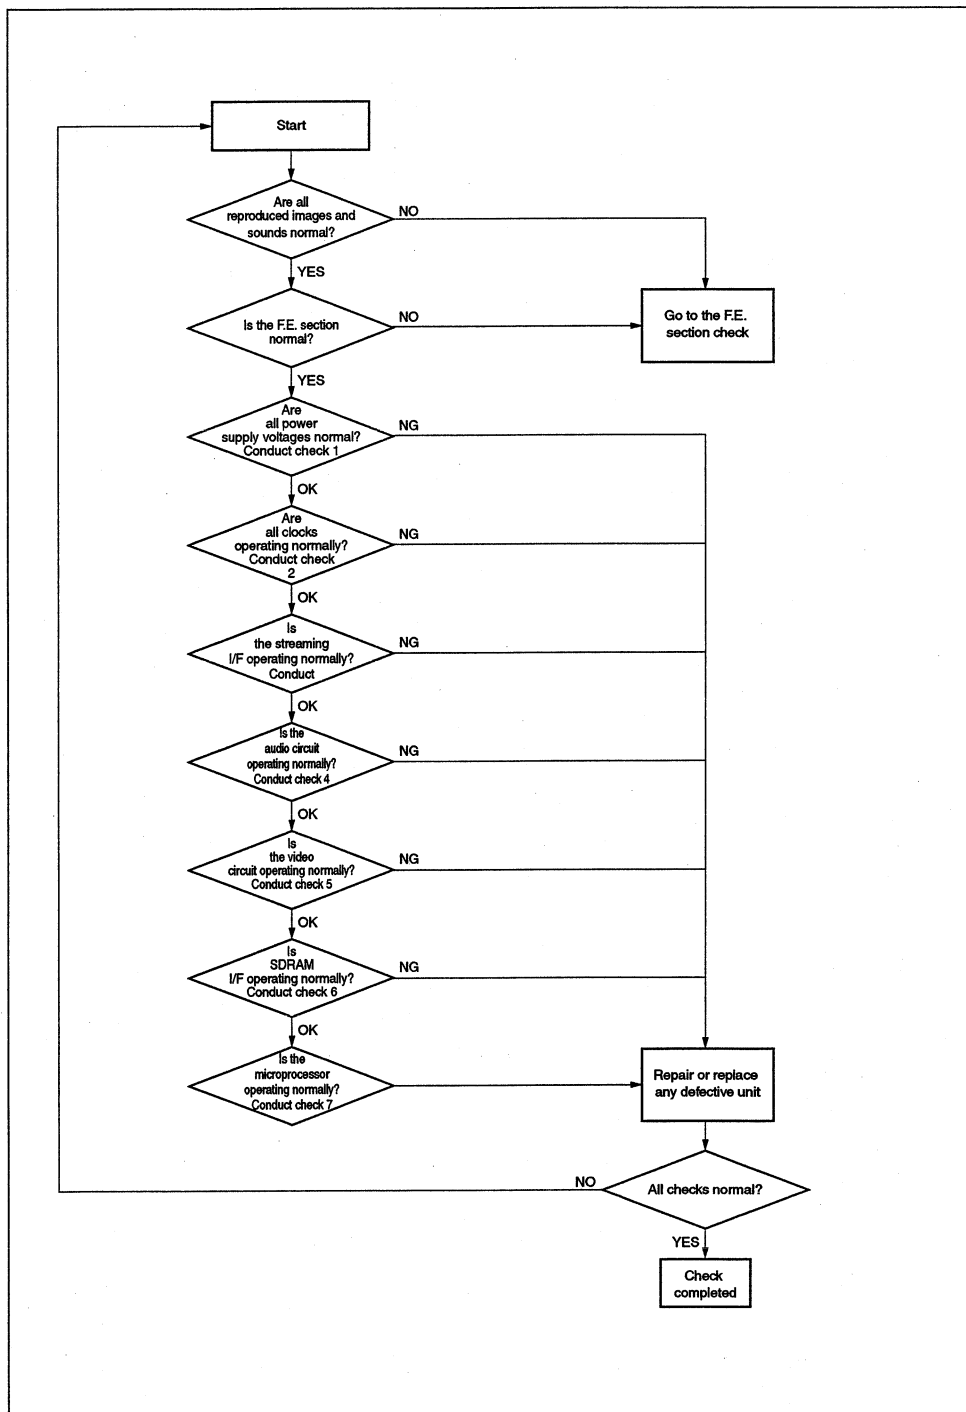 Start
Are all
reproduced images and
sounds normal?
NO
YES
Is the F.E. section
normal?
NO
Go to the F.E.
section check
YES
Are
all power
supply voltages normal?
Conduct check 1
NG
OK
Are
all clocks
operating normally?
Conduct check
2
NG
OK
Is
the streaming
I/F operating normally?
Conduct
NG
OK
Is the
audio circuit
operating normally?
Conduct check 4
NG
OK
Is
the video
circuit operating normally?
Conduct check 5
NG
OK
Is
SDRAM
I/F operating normally?
Conduct check 6
NG
OK
Is the
microprocessor
operating normally?
Conduct check 7
Repair or replace
any defective unit
All checks normal?
NO
YES
Check
completed